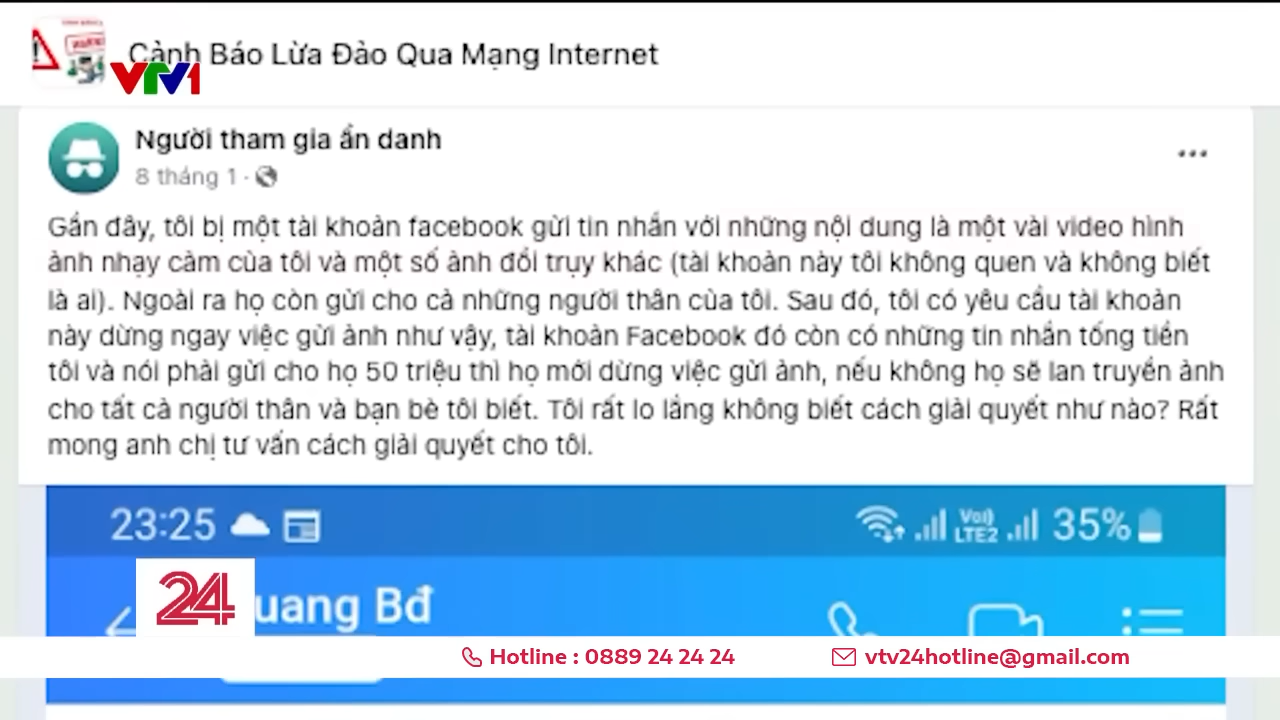 Cảnh Báo Lừa Đảo Qua Mạng Internet
VTV1
Người tham gia ẩn danh
8 tháng 1 ·
Gần đây, tôi bị một tài khoản facebook gửi tin nhắn với những nội dung là một vài video hình
ảnh nhạy cảm của tôi và một số ảnh đồi trụy khác (tài khoản này tôi không quen và không biết
là ai). Ngoài ra họ còn gửi cho cả những người thân của tôi. Sau đó, tôi có yêu cầu tài khoản
này dừng ngay việc gửi ảnh như vậy, tài khoản Facebook đó còn có những tin nhắn tống tiền
tôi và nói phải gửi cho họ 50 triệu thì họ mới dừng việc gửi ảnh, nếu không họ sẽ lan truyền ảnh
cho tất cả người thân và bạn bè tôi biết. Tôi rất lo lắng không biết cách giải quyết như nào? Rất
mong anh chị tư vấn cách giải quyết cho tôi.
23:25
Vo) LTE2 35%
24
uang Bđ
Hotline : 0889 24 24 24
vtv24hotline@gmail.com